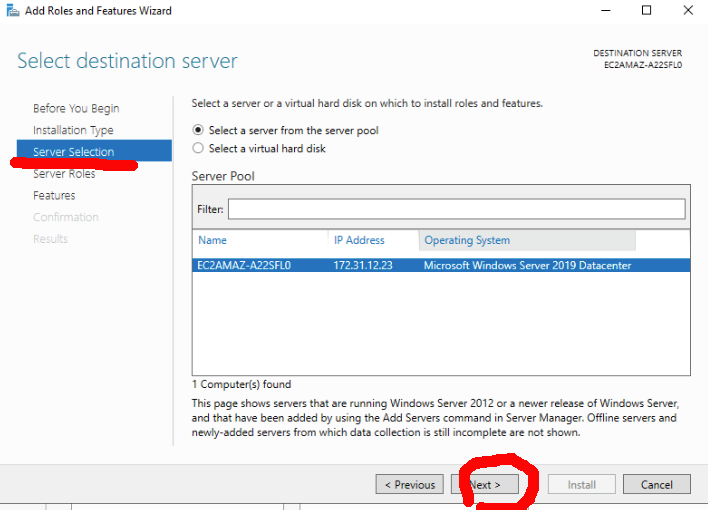 Add Roles and Features Wizard
Select destination server
DESTINATION SERVER
EC2AMAZ-A22SFL0
Before You Begin
Installation Type
Server Selection
Server Roles
Features
Confirmation
Results
Select a server or a virtual hard disk on which to install roles and features.
Select a server from the server pool
Select a virtual hard disk
Server Pool
Filter:
Name IP Address Operating System
EC2AMAZ-A22SFL0 172.31.12.23 Microsoft Windows Server 2019 Datacenter
1 Computer(s) found
This page shows servers that are running Windows Server 2012 or a newer release of Windows Server,
and that have been added by using the Add Servers command in Server Manager. Offline servers and
newly-added servers from which data collection is still incomplete are not shown.
< Previous Next > Install Cancel